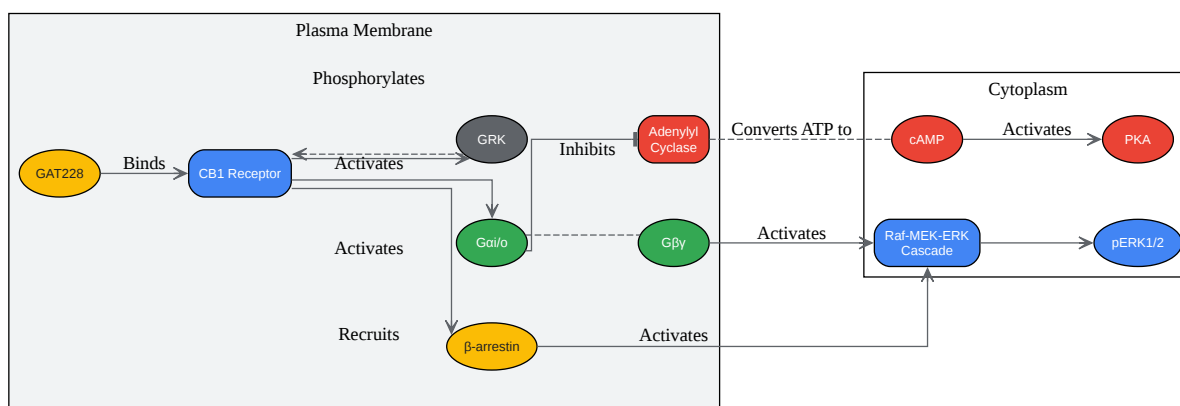 Plasma Membrane
Phosphorylates
Cytoplasm
GRK
Adenylyl
Cyclase
Converts ATP to
cAMP
Activates
PKA
Inhibits
GAT228
Binds
CB1 Receptor
Activates
Activates
Gαi/o
Gβγ
Activates
Raf-MEK-ERK
Cascade
pERK1/2
Recruits
β-arrestin
Activates